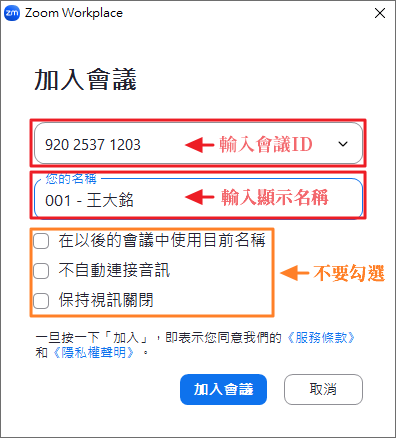 zm Zoom Workplace
加入會議
920 2537 1203 輸入會議ID
您的名稱
001 - 王大銘 輸入顯示名稱
在以後的會議中使用目前名稱
不自動連接音訊 不要勾選
保持視訊關閉
一旦按一下「加入」，即表示您同意我們的《服務條款》
和《隱私權聲明》。
加入會議 取消